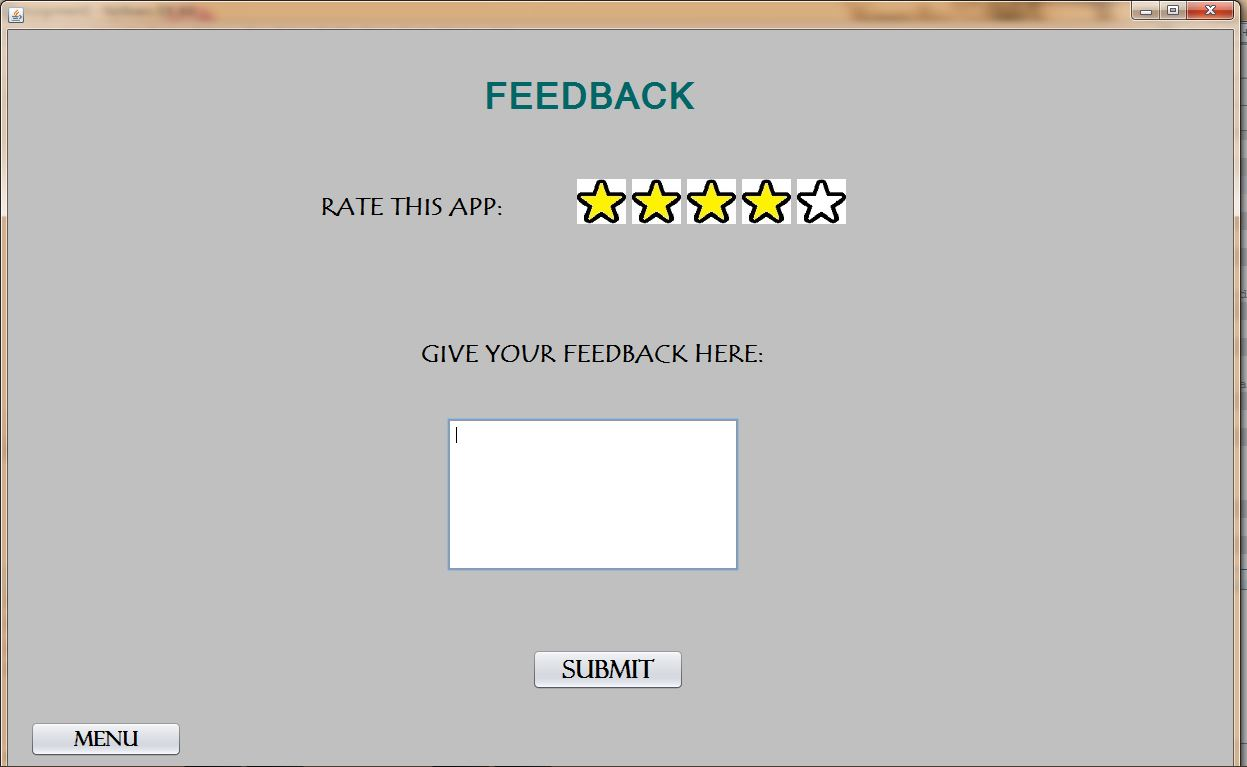 FEEDBACK
RATE THIS APP:
GIVE YOUR FEEDBACK HERE:
SUBMIT
MENU